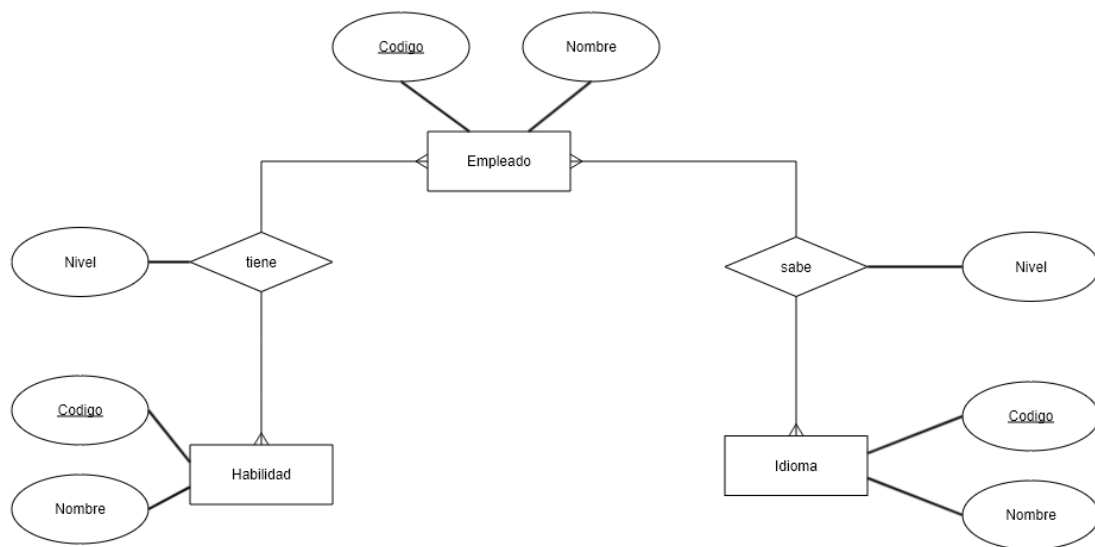 Codigo
Nombre
Empleado
Nivel
tiene
sabe
Nivel
Codigo
Nombre
Habilidad
Idioma
Codigo
Nombre